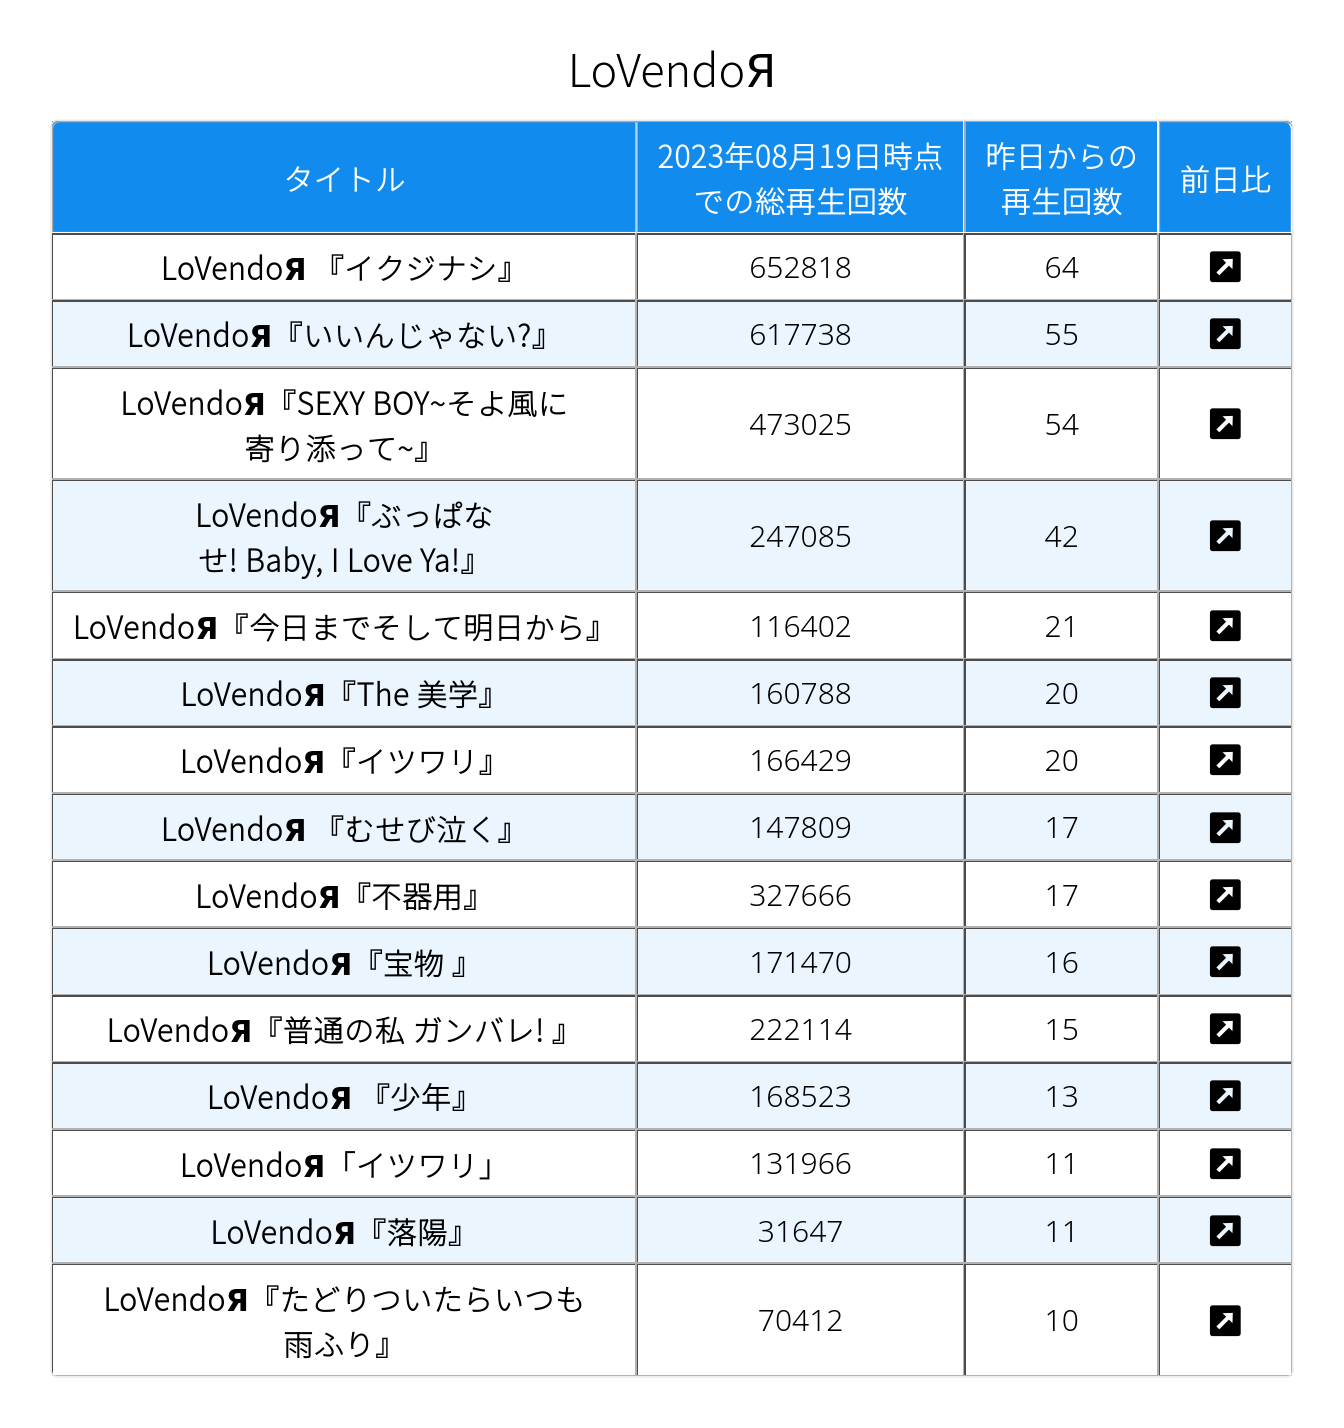 LoVendoЯ
タイトル
2023年08月19日時点
での総再生回数
昨日からの
再生回数
前日比
LoVendoЯ 『イクジナシ』
652818
64
LoVendoЯ『いいんじゃない?』
617738
55
LoVendoЯ『SEXY BOY~そよ風に
寄り添って~』
473025
54
LoVendoЯ『ぶっぱな
せ! Baby, I Love Ya!』
247085
42
LoVendoЯ『今日までそして明日から』
116402
21
LoVendoЯ『The 美学』
160788
20
LoVendoЯ『イツワリ』
166429
20
LoVendoЯ 『むせび泣く』
147809
17
LoVendoЯ『不器用』
327666
17
LoVendoЯ『宝物 』
171470
16
LoVendoЯ『普通の私 ガンバレ! 』
222114
15
LoVendoЯ 『少年』
168523
13
LoVendoЯ「イツワリ」
131966
11
LoVendoЯ『落陽』
31647
11
LoVendoЯ『たどりついたらいつも
雨ふり』
70412
10